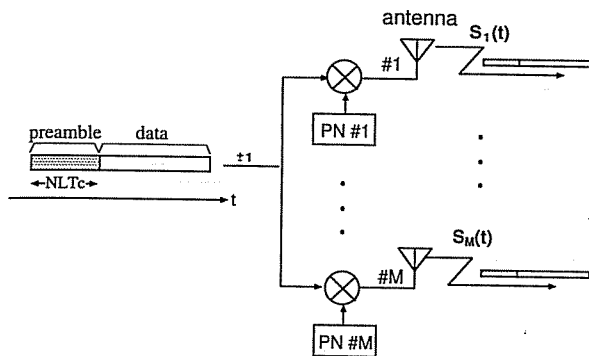 antenna
S1(t)
#1
PN #1
preamble data
±1
NLTc
t
SM(t)
#M
PN #M